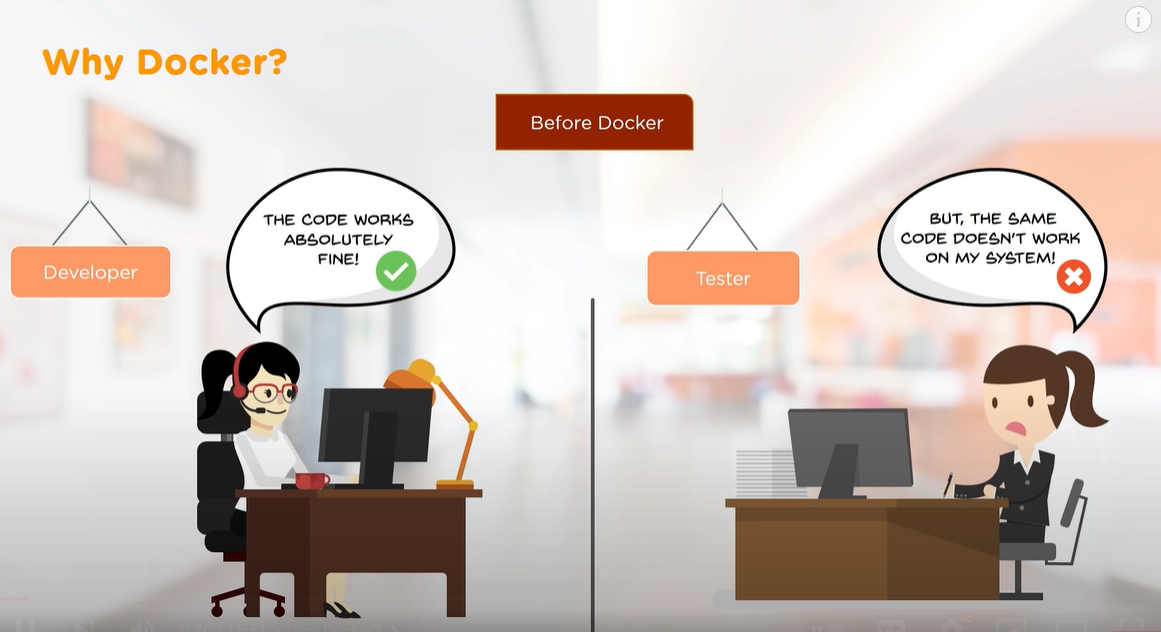 Why Docker?
Before Docker
THE CODE WORKS
ABSOLUTELY
FINE!
Developer
BUT, THE SAME
CODE DOESN'T WORK
ON MY SYSTEM!
Tester